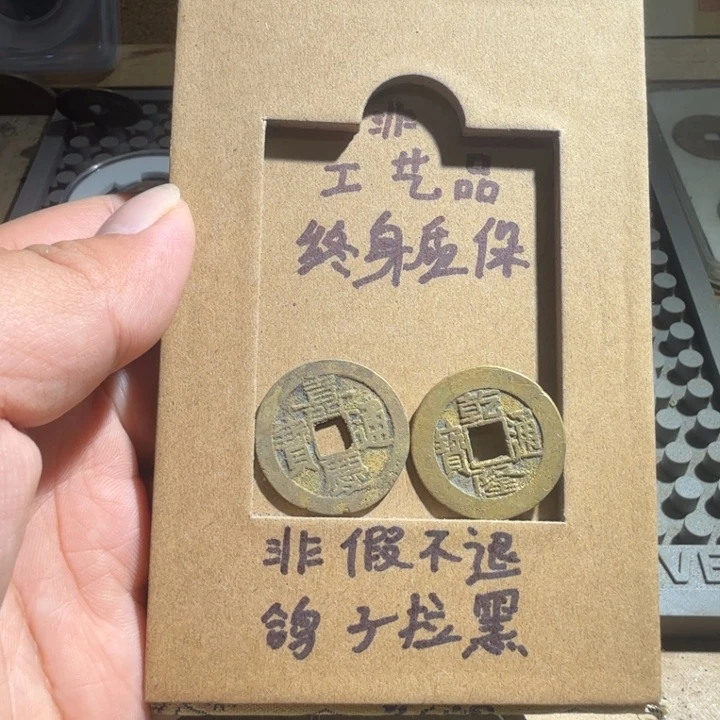 非
工艺品
终身质保
嘉慶通寶
乾隆通寶
非假不退
鸽子拉黑